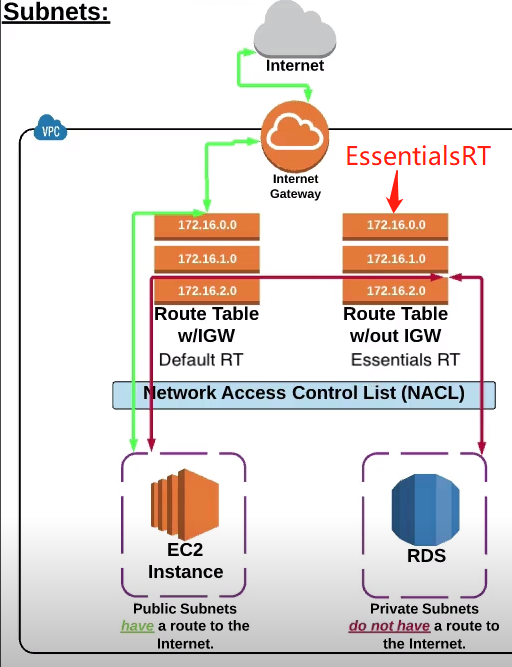 Subnets:
Internet
VPC
EssentialsRT
Internet
Gateway
172.16.0.0
172.16.1.0
172.16.2.0
172.16.0.0
172.16.1.0
172.16.2.0
Route Table
w/IGW
Default RT
Route Table
w/out IGW
Essentials RT
Network Access Control List (NACL)
EC2
Instance
RDS
Public Subnets
have a route to the
Internet.
Private Subnets
do not have a route to
the Internet.